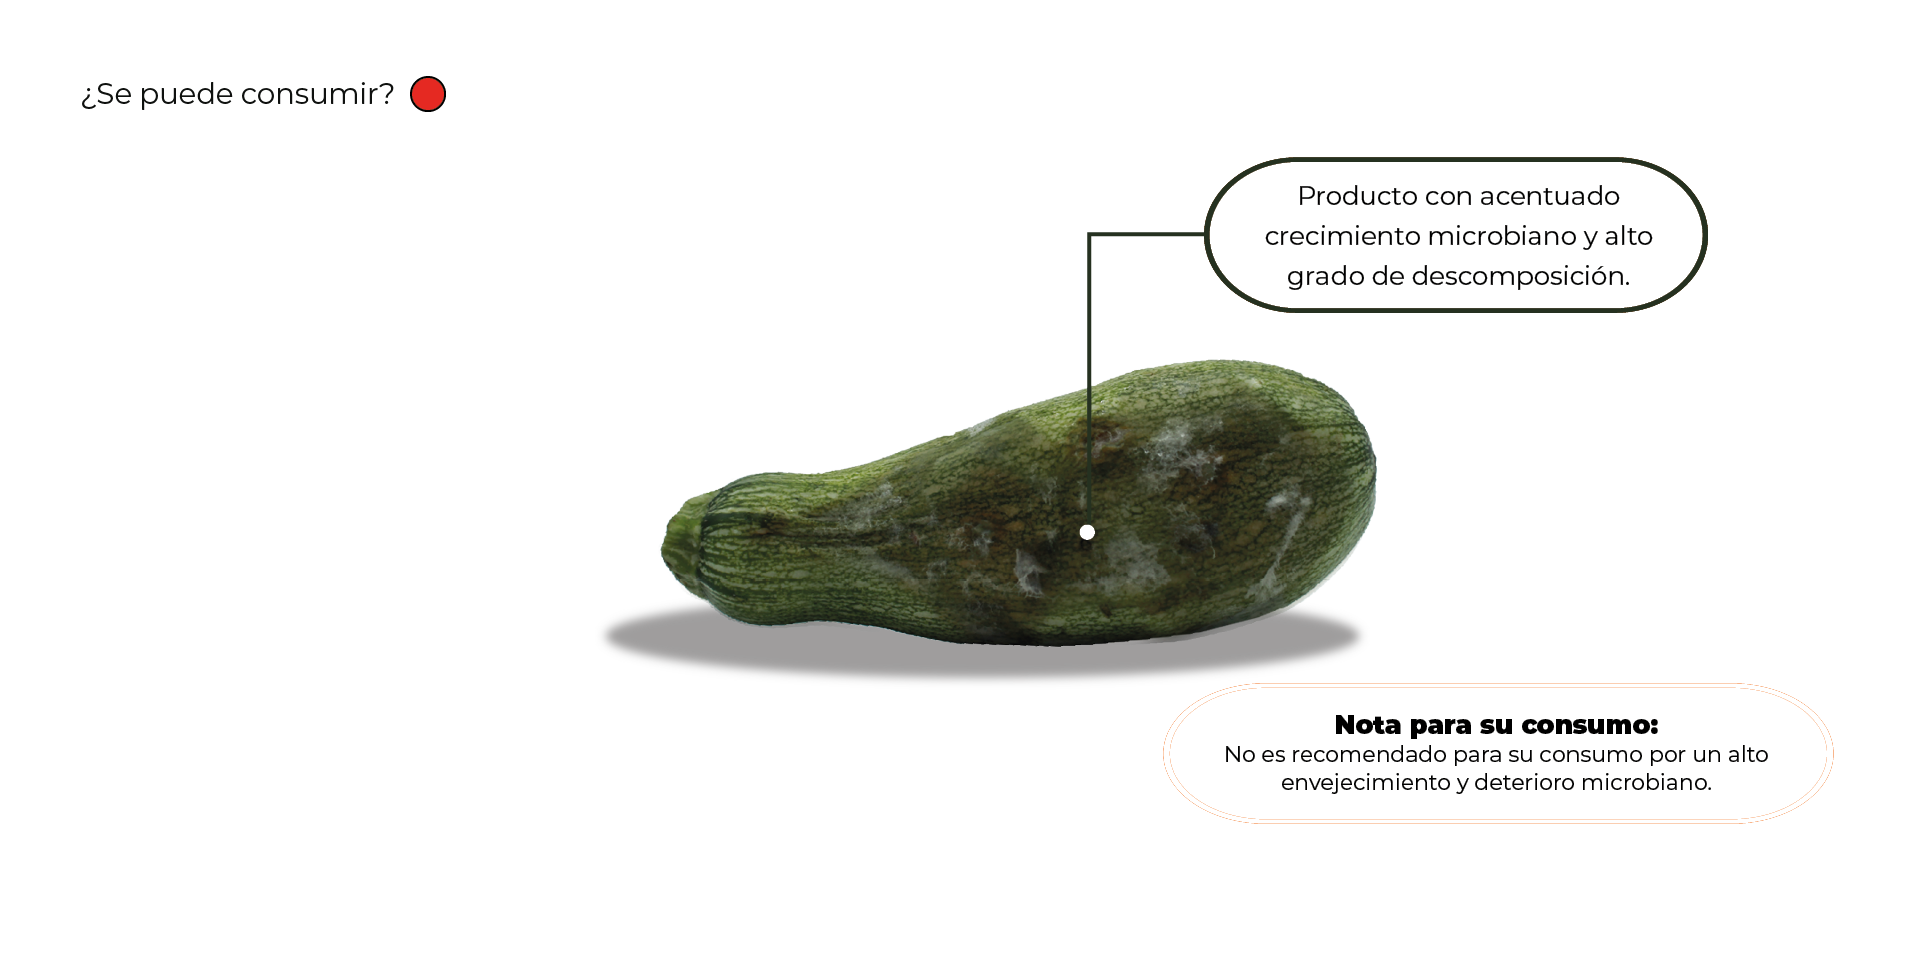 ¿Se puede consumir?
Producto con acentuado
crecimiento microbiano y alto
grado de descomposición.
Nota para su consumo:
No es recomendado para su consumo por un alto
envejecimiento y deterioro microbiano.